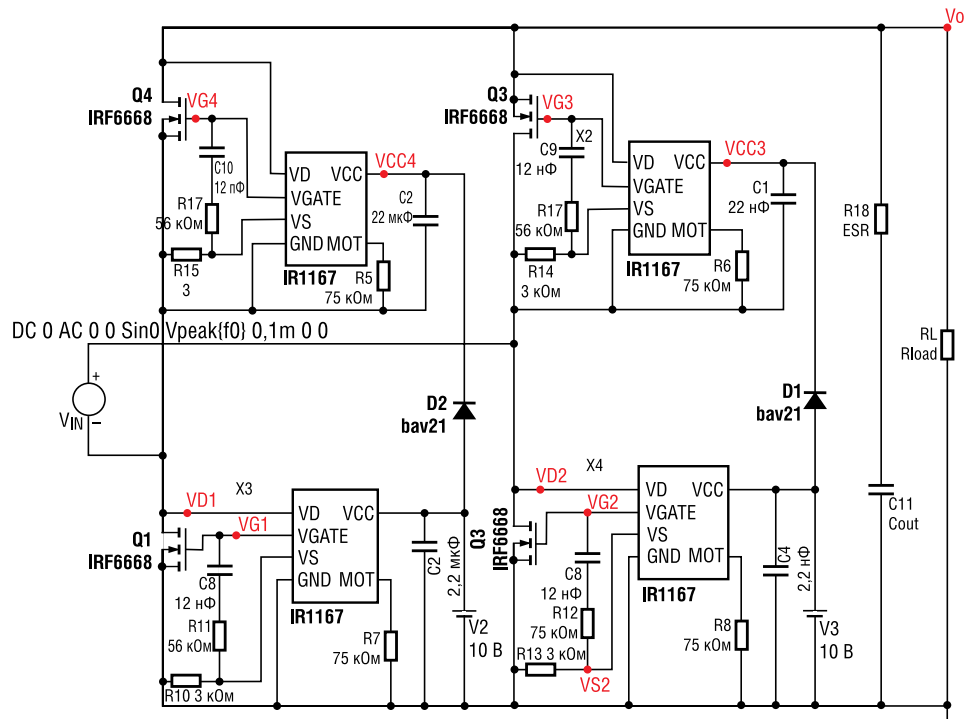 Vo
Q4
IRF6668
VG4
C10
12 пФ
R17
56 кОм
R15
3
VD VCC
VGATE
VS
GND MOT
IR1167
VCC4
C2
22 мкФ
R5
75 кОм
Q3
IRF6668
VG3
X2
C9
12 нФ
R17
56 кОм
R14
3 кОм
VD VCC
VGATE
VS
GND MOT
IR1167
VCC3
C1
22 нФ
R6
75 кОм
R18
ESR
RL
Rload
DC 0 AC 0 0 Sin0 Vpeak{f0} 0,1m 0 0
+
VIN
–
D2
bav21
D1
bav21
VD1
X3
Q1
IRF6668
VG1
C8
12 нФ
R11
56 кОм
R10 3 кОм
VD VCC
VGATE
VS
GND MOT
IR1167
R7
75 кОм
C2
2,2 мкФ
V2
10 В
VD2
X4
Q3
IRF6668
VG2
C8
12 нФ
R12
75 кОм
R13 3 кОм
VS2
VD VCC
VGATE
VS
GND MOT
IR1167
R8
75 кОм
C4
2,2 нФ
V3
10 В
C11
Cout